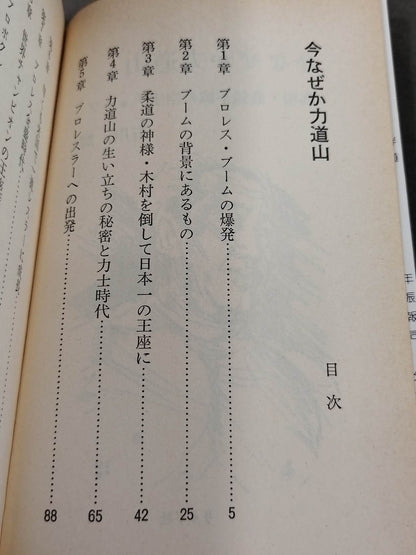 今なぜか力道山
目次
第1章 プロレス・ブームの爆発……5
第2章 ブームの背景にあるもの……25
第3章 柔道の神様・木村を倒して日本一の王座に……42
第4章 力道山の生い立ちの秘密と力士時代……65
第5章 プロレスラーへの出発……88